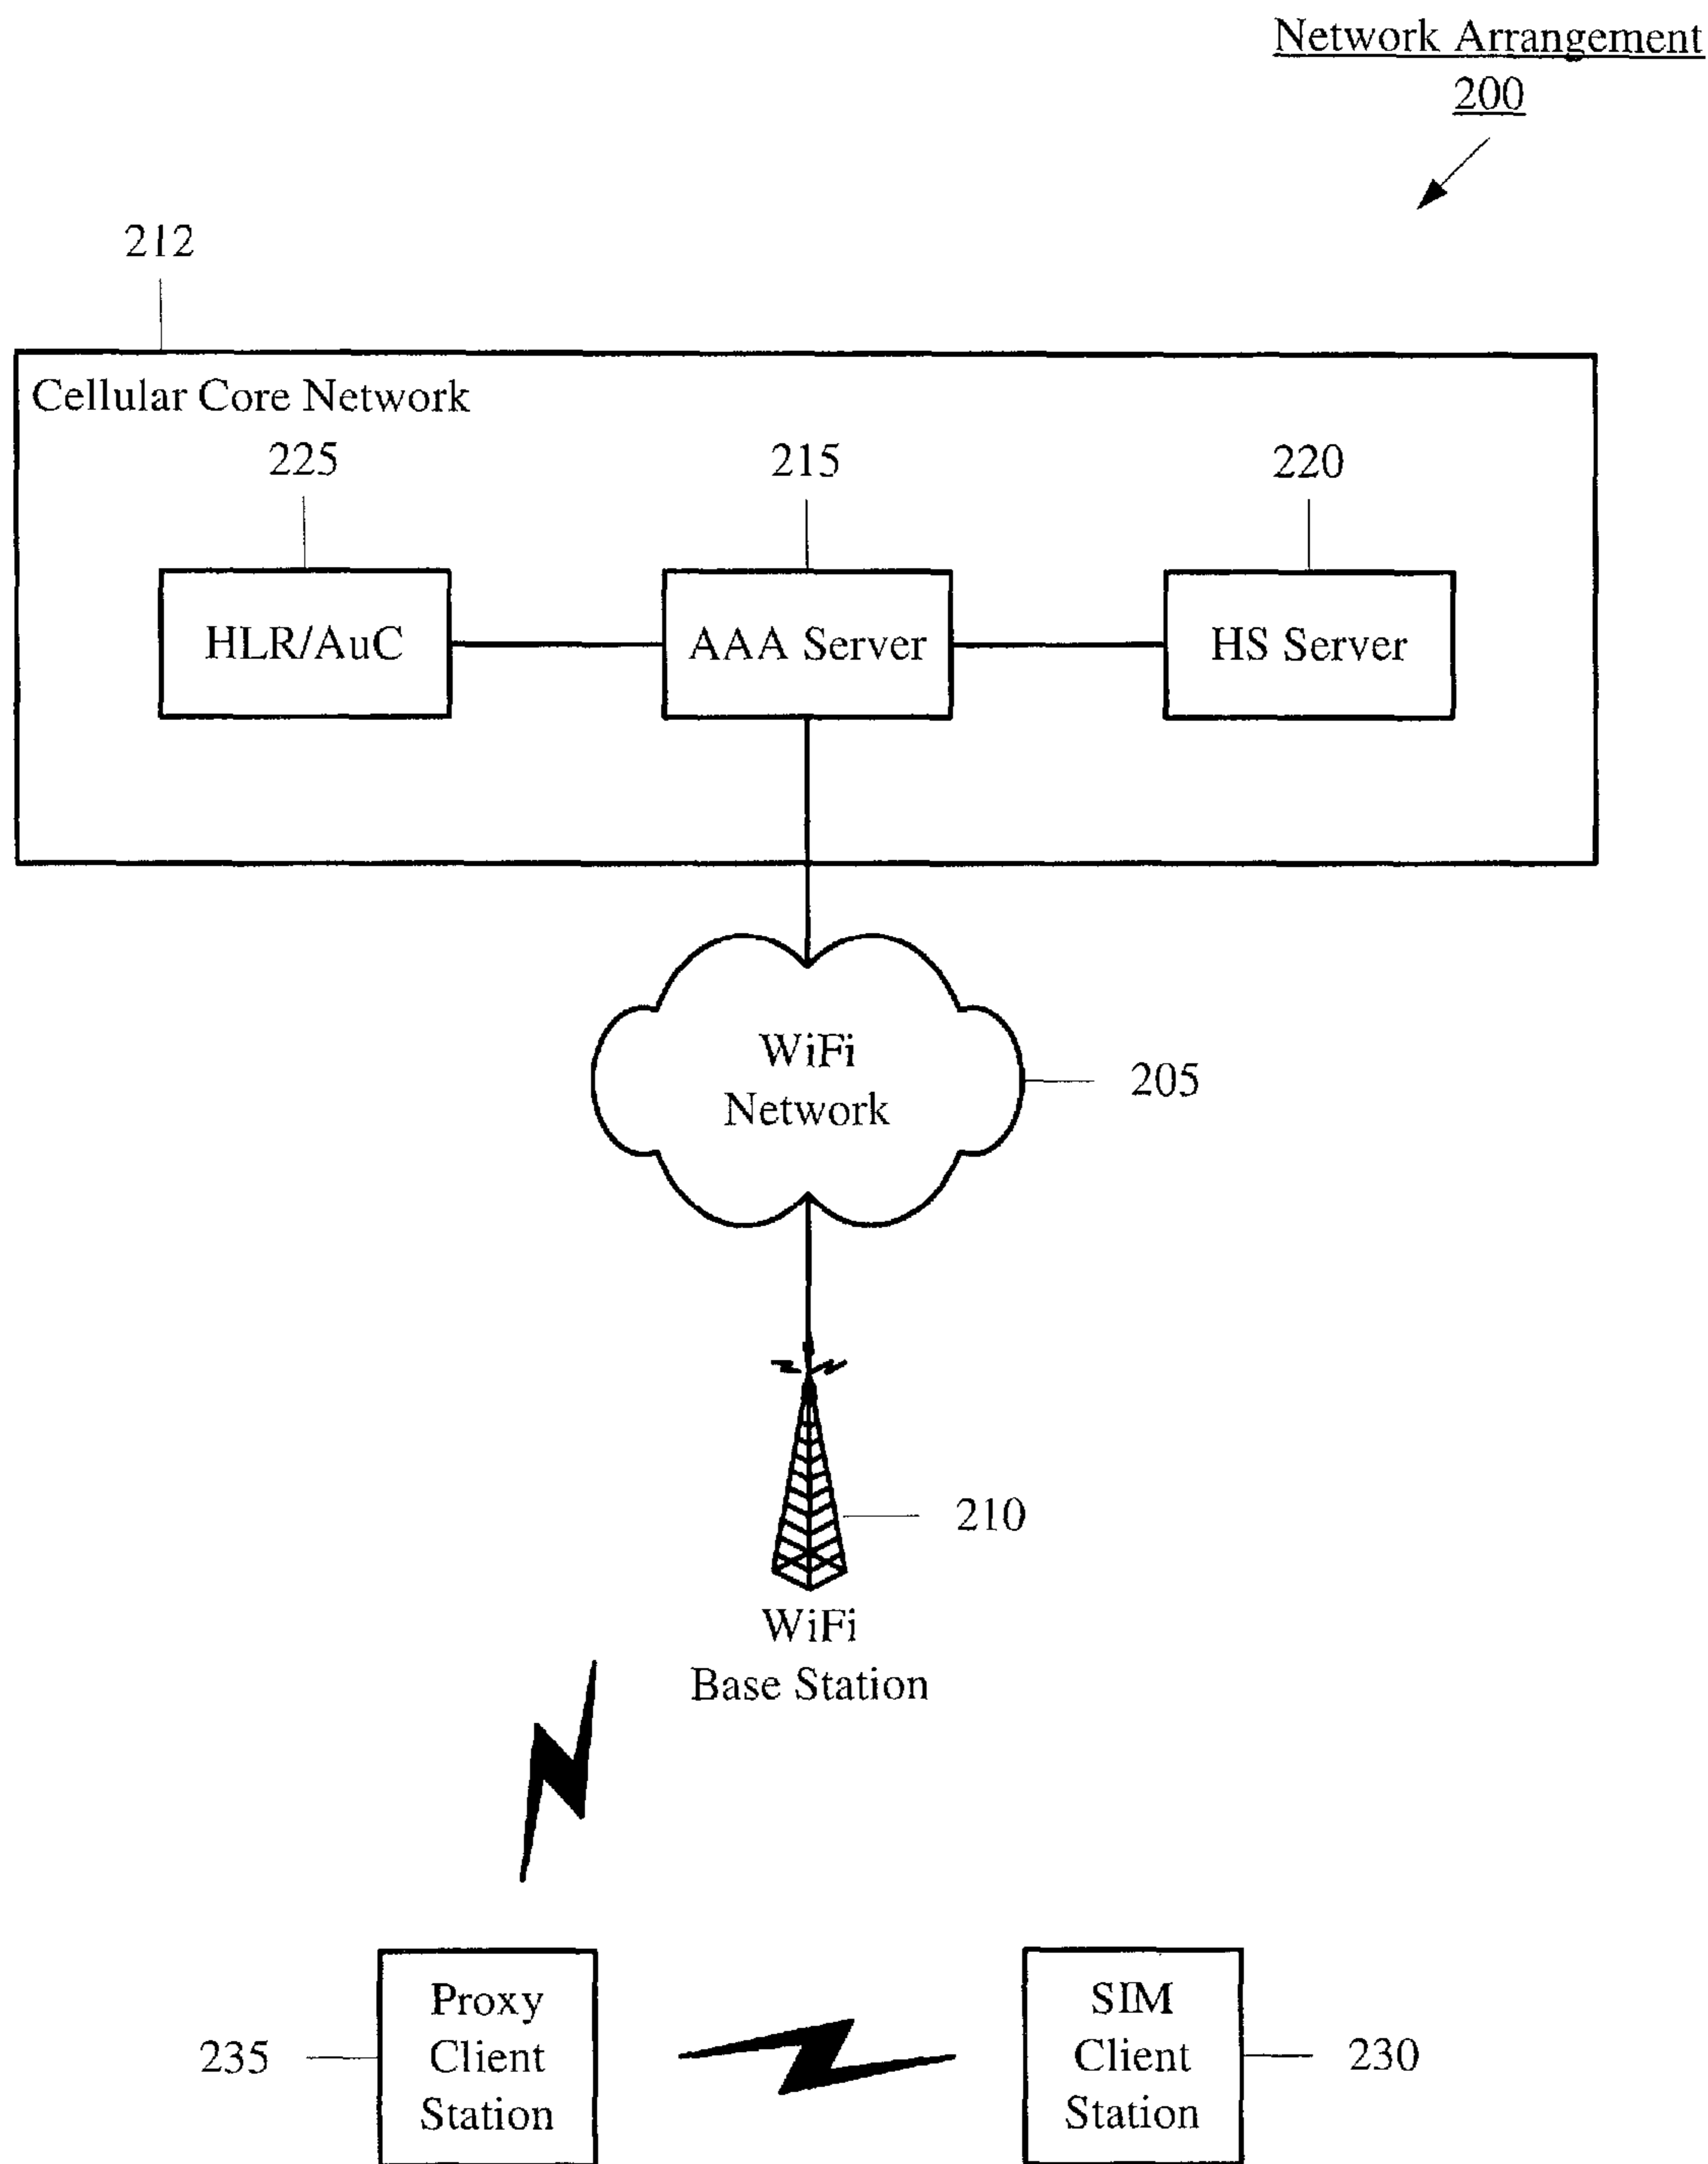 Network Arrangement
200
212
Cellular Core Network
225
215
220
HLR/AuC
AAA Server
HS Server
WiFi
Network
205
210
WiFi
Base Station
Proxy
Client
Station
235
SIM
Client
Station
230